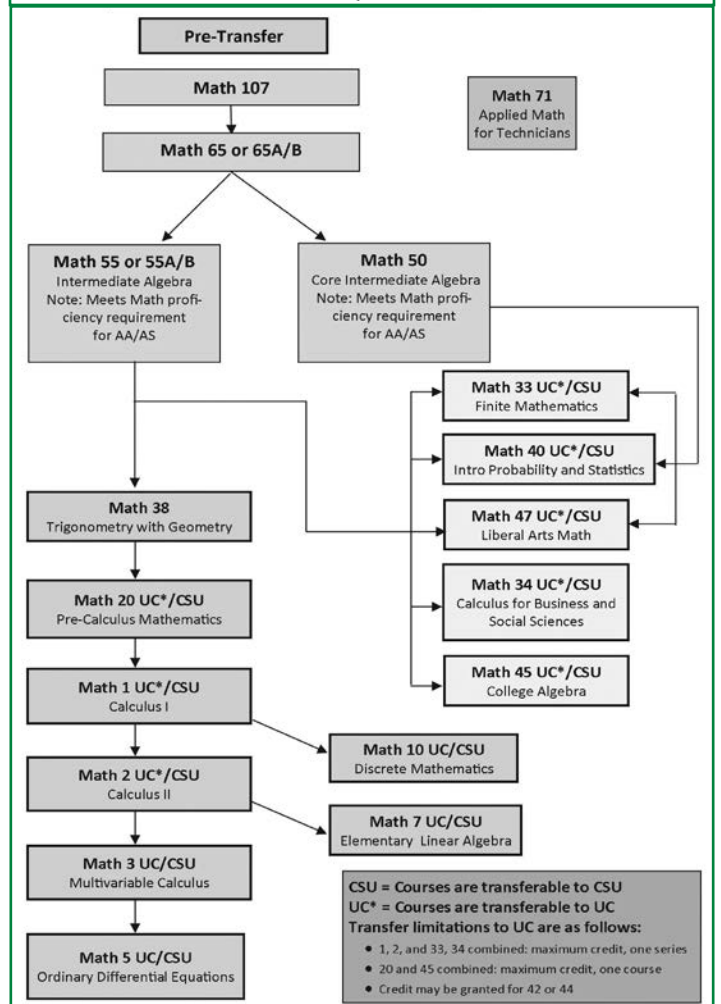 Pre-Transfer
Math 107
Math 71
Applied Math
for Technicians
Math 65 or 65A/B
Math 55 or 55A/B
Intermediate Algebra
Note: Meets Math profi-
ciency requirement
for AA/AS
Math 50
Core Intermediate Algebra
Note: Meets Math proficiency requirement
for AA/AS
Math 33 UC*/CSU
Finite Mathematics
Math 40 UC*/CSU
Intro Probability and Statistics
Math 38
Trigonometry with Geometry
Math 47 UC*/CSU
Liberal Arts Math
Math 20 UC*/CSU
Pre-Calculus Mathematics
Math 34 UC*/CSU
Calculus for Business and
Social Sciences
Math 1 UC*/CSU
Calculus I
Math 45 UC*/CSU
College Algebra
Math 10 UC/CSU
Discrete Mathematics
Math 2 UC*/CSU
Calculus II
Math 7 UC/CSU
Elementary Linear Algebra
Math 3 UC/CSU
Multivariable Calculus
Math 5 UC/CSU
Ordinary Differential Equations
CSU = Courses are transferable to CSU
UC* = Courses are transferable to UC
Transfer limitations to UC are as follows:
• 1, 2, and 33, 34 combined: maximum credit, one series
• 20 and 45 combined: maximum credit, one course
• Credit may be granted for 42 or 44